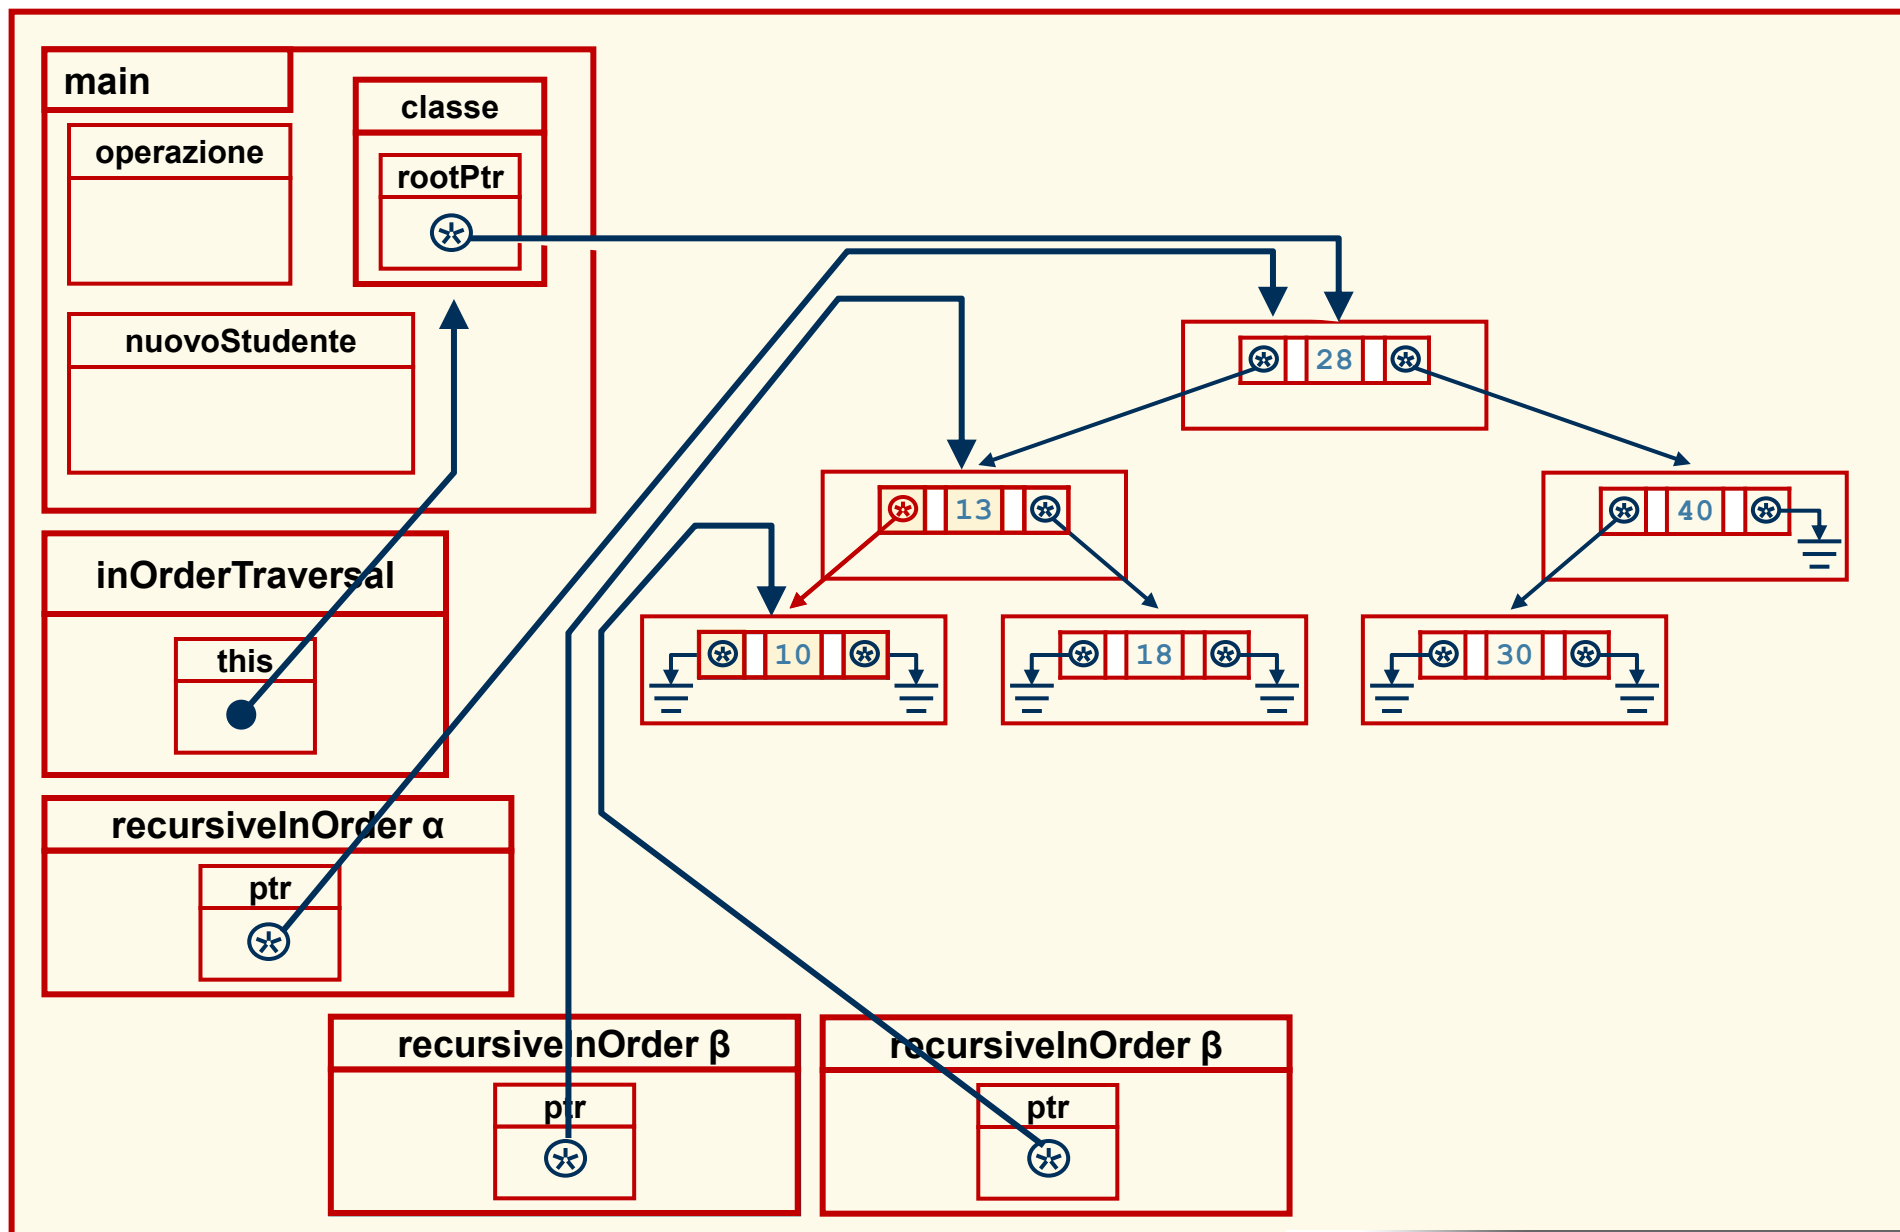 main
classe
operazione
rootPtr
nuovoStudente
28
13
40
inOrderTraversal
this
10
18
30
recursiveInOrder α
ptr
recursiveInOrder β
recursiveInOrder β
ptr
ptr